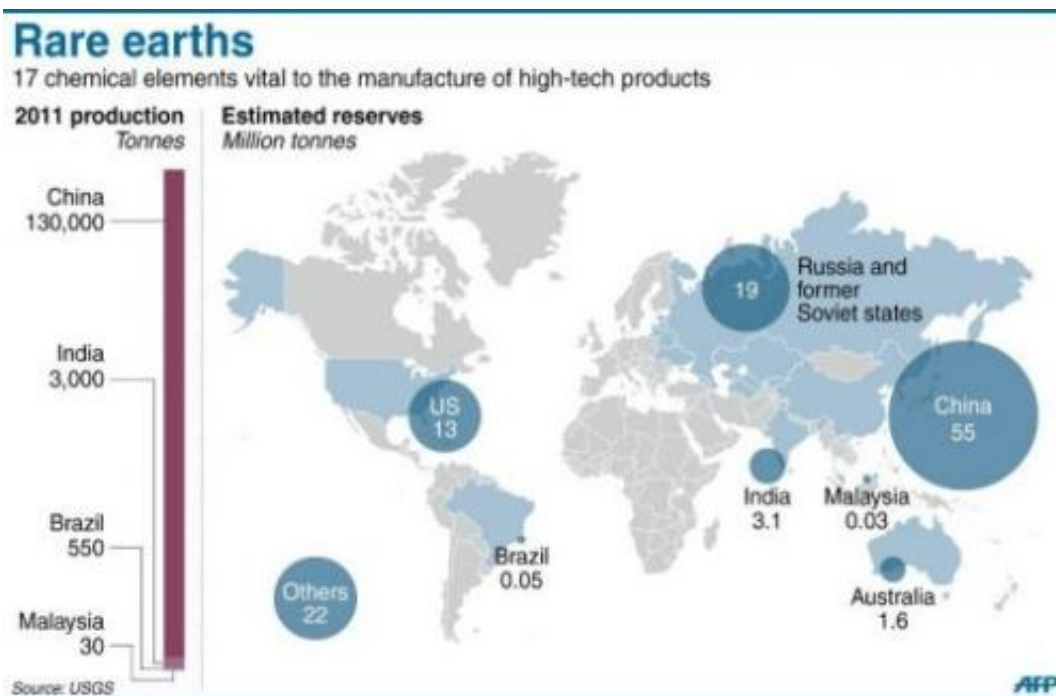 Rare earths
17 chemical elements vital to the manufacture of high-tech products
2011 production
Tonnes
China
130,000
India
3,000
Brazil
550
Malaysia
30
Source: USGS
Estimated reserves
Million tonnes
19
Russia and
former
Soviet states
US
13
China
55
India
3.1
Malaysia
0.03
Brazil
0.05
Others
22
Australia
1.6
AFP